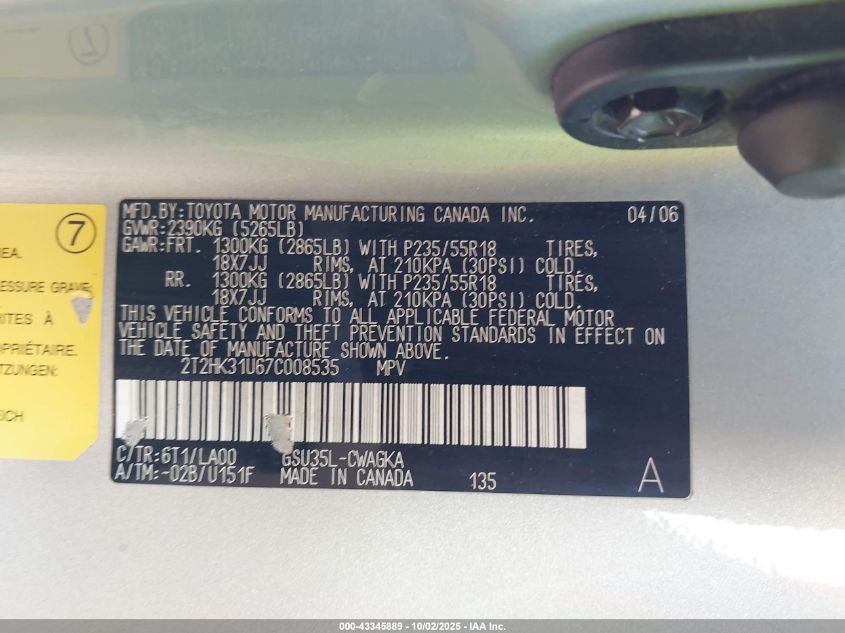 7
EA.
7
ESSURE GRAVE
RITES À
OPRIÉTAIRE.
TZUNGEN:
EICH
MFD.BY:TOYOTA MOTOR MANUFACTURING CANADA INC. 04/06
GVWR:2390KG (5265LB)
GAWR:FRT. 1300KG (2865LB) WITH P235/55R18 TIRES,
18X7JJ RIMS, AT 210KPA (30PSI) COLD.
RR. 1300KG (2865LB) WITH P235/55R18 TIRES,
18X7JJ RIMS, AT 210KPA (30PSI) COLD.
THIS VEHICLE CONFORMS TO ALL APPLICABLE FEDERAL MOTOR
VEHICLE SAFETY AND THEFT PREVENTION STANDARDS IN EFFECT ON
THE DATE OF MANUFACTURE SHOWN ABOVE.
2T2HK31U67C008535 MPV
C/TR:6T1/LA00 GSU35L-CWAGKA
A/TM:-02B/U151F MADE IN CANADA 135 A
000-43345889 - 10/02/2025 - IAA Inc.